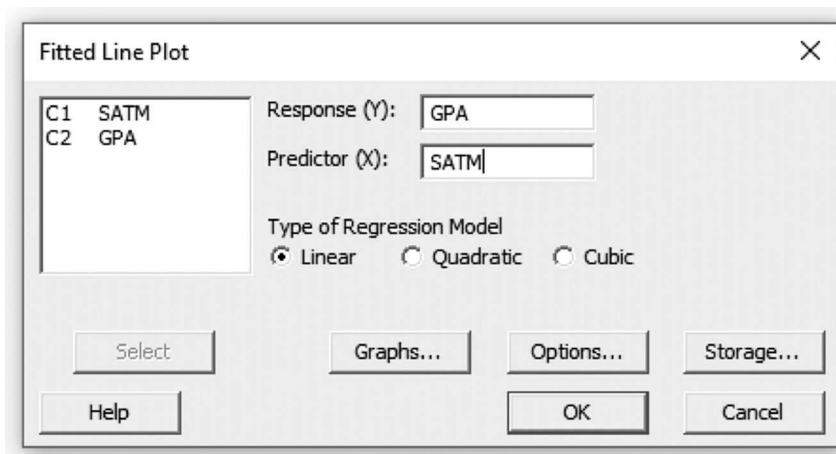 Fitted Line Plot
C1 SATM
C2 GPA
Response (Y): GPA
Predictor (X): SATM
Type of Regression Model
Linear Quadratic Cubic
Select Graphs... Options... Storage...
Help OK Cancel